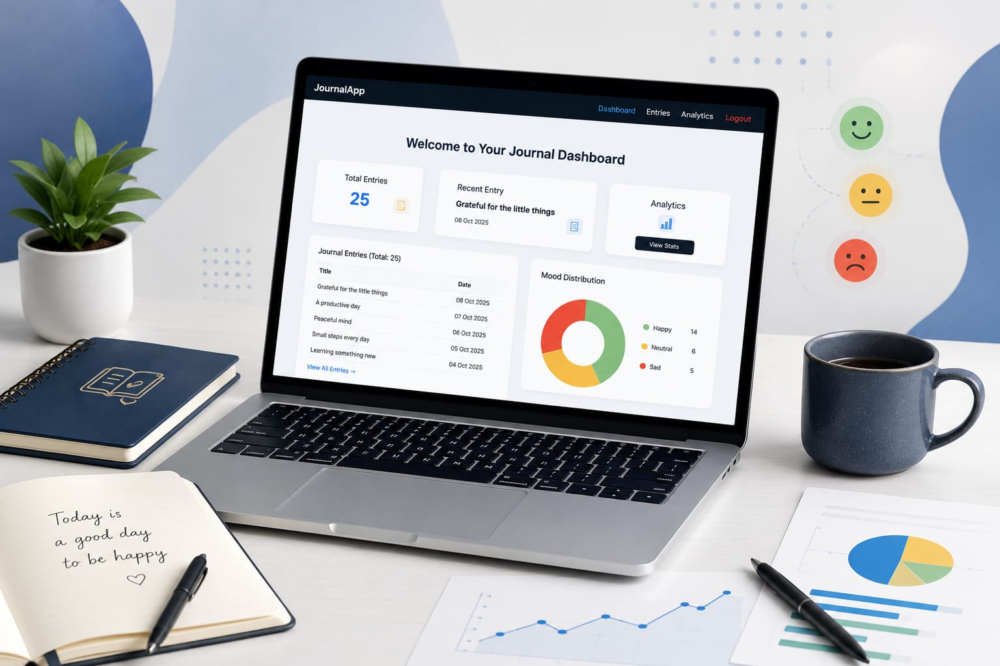 JournalApp
Dashboard Entries Analytics Logout
Welcome to Your Journal Dashboard
Total Entries
25
Recent Entry
Grateful for the little things
08 Oct 2025
Analytics
View Stats
Journal Entries (Total: 25)
Title Date
Grateful for the little things 08 Oct 2025
A productive day 07 Oct 2025
Peaceful mind 06 Oct 2025
Small steps every day 05 Oct 2025
Learning something new 04 Oct 2025
View All Entries →
Mood Distribution
Happy 14
Neutral 6
Sad 5
Today is
a good day
to be happy